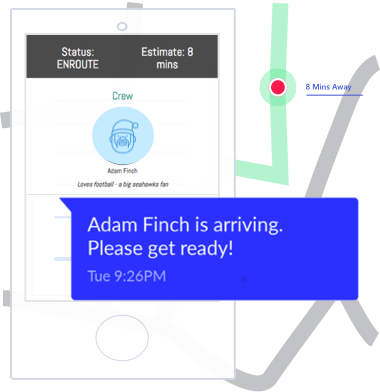 Status:
ENROUTE
Estimate: 8
mins
Crew
Adam Finch
Loves football - a big seahawks fan
8 Mins Away
Adam Finch is arriving.
Please get ready!
Tue 9:26PM